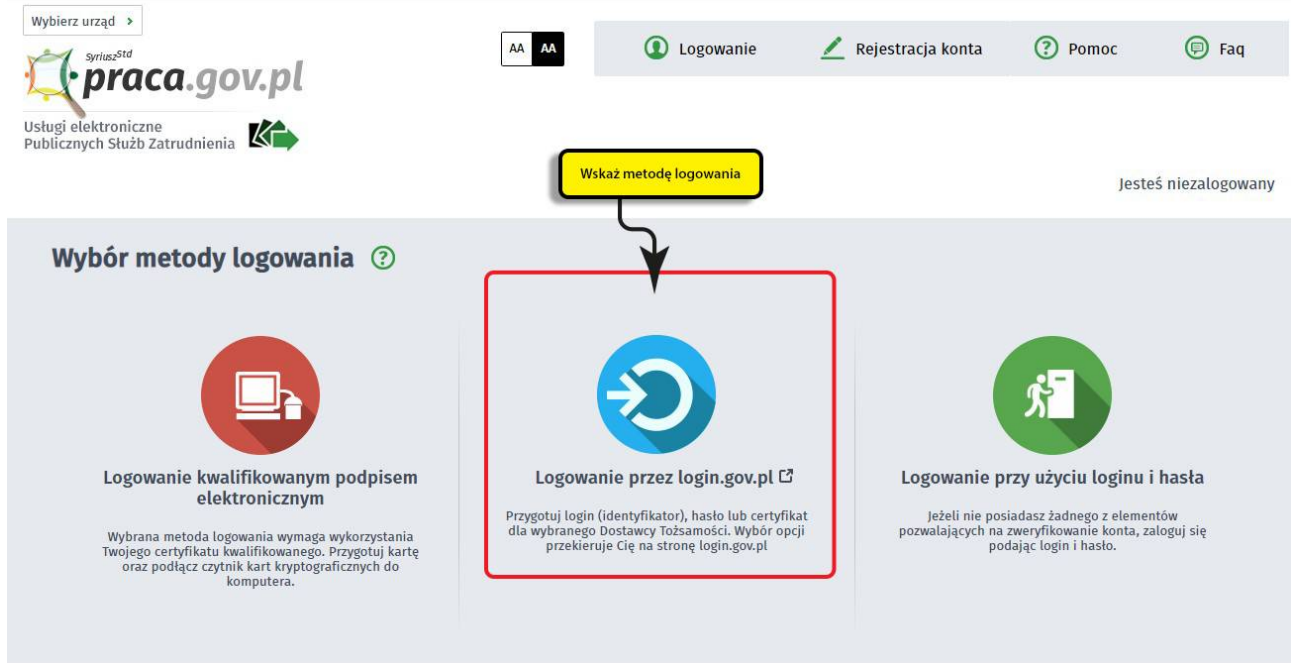 Wybierz urząd
AA AA
Logowanie
Rejestracja konta
Pomoc
Faq
SyriuszStd
praca.gov.pl
Usługi elektroniczne
Publicznych Służb Zatrudnienia
Wskaż metodę logowania
Jesteś niezalogowany
Wybór metody logowania ?
Logowanie kwalifikowanym podpisem
elektronicznym
Wybrana metoda logowania wymaga wykorzystania
Twojego certyfikatu kwalifikowanego. Przygotuj kartę
oraz podłącz czytnik kart kryptograficznych do
komputera.
Logowanie przez login.gov.pl
Przygotuj login (identyfikator), hasło lub certyfikat
dla wybranego Dostawcy Tożsamości. Wybór opcji
przekieruje Cię na stronę login.gov.pl
Logowanie przy użyciu loginu i hasła
Jeżeli nie posiadasz żadnego z elementów
pozwalających na zweryfikowanie konta, zaloguj się
podając login i hasło.